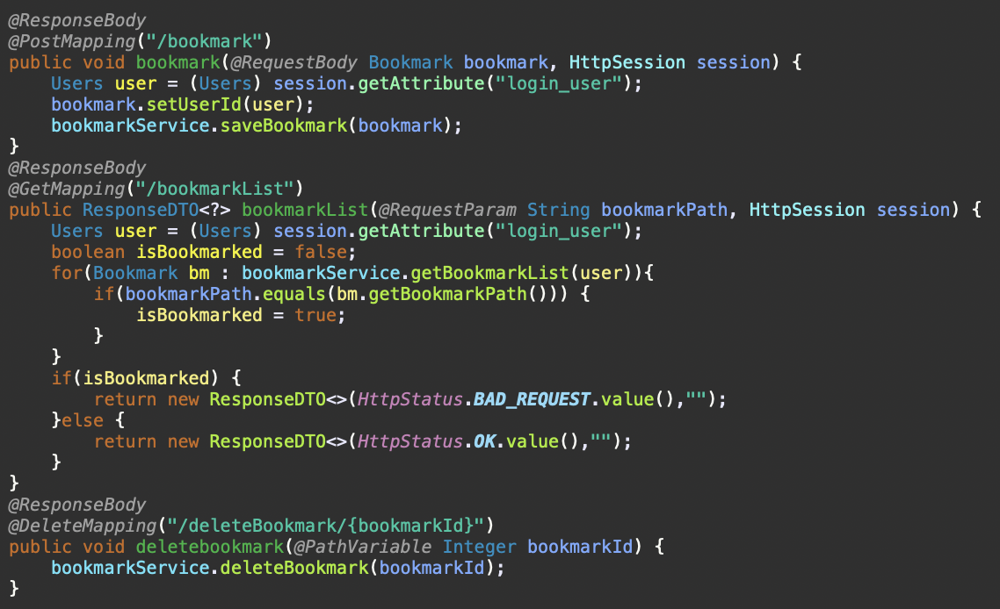 @ResponseBody
@PostMapping("/bookmark")
public void bookmark(@RequestBody Bookmark bookmark, HttpSession session) {
    Users user = (Users) session.getAttribute("login_user");
    bookmark.setUserId(user);
    bookmarkService.saveBookmark(bookmark);
}
@ResponseBody
@GetMapping("/bookmarkList")
public ResponseDTO<?> bookmarkList(@RequestParam String bookmarkPath, HttpSession session) {
    Users user = (Users) session.getAttribute("login_user");
    boolean isBookmarked = false;
    for(Bookmark bm : bookmarkService.getBookmarkList(user)){
        if(bookmarkPath.equals(bm.getBookmarkPath())) {
            isBookmarked = true;
        }
    }
    if(isBookmarked) {
        return new ResponseDTO<>(HttpStatus.BAD_REQUEST.value(),"");
    }else {
        return new ResponseDTO<>(HttpStatus.OK.value(),"");
    }
}
@ResponseBody
@DeleteMapping("/deleteBookmark/{bookmarkId}")
public void deletebookmark(@PathVariable Integer bookmarkId) {
    bookmarkService.deleteBookmark(bookmarkId);
}